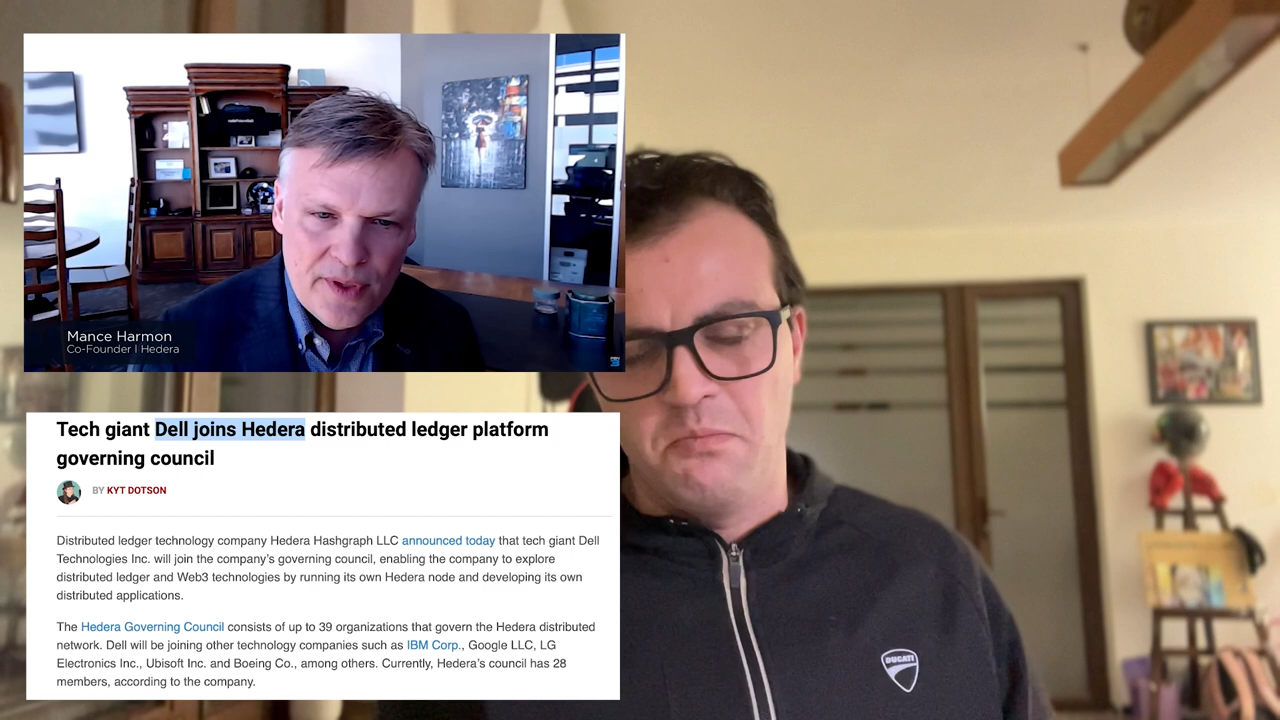 Mance Harmon
Co-Founder | Hedera
Tech giant Dell joins Hedera distributed ledger platform
governing council
BY KYT DOTSON
Distributed ledger technology company Hedera Hashgraph LLC announced today that tech giant Dell
Technologies Inc. will join the company's governing council, enabling the company to explore
distributed ledger and Web3 technologies by running its own Hedera node and developing its own
distributed applications.
The Hedera Governing Council consists of up to 39 organizations that govern the Hedera distributed
network. Dell will be joining other technology companies such as IBM Corp., Google LLC, LG
Electronics Inc., Ubisoft Inc. and Boeing Co., among others. Currently, Hedera's council has 28
members, according to the company.
DUCATI